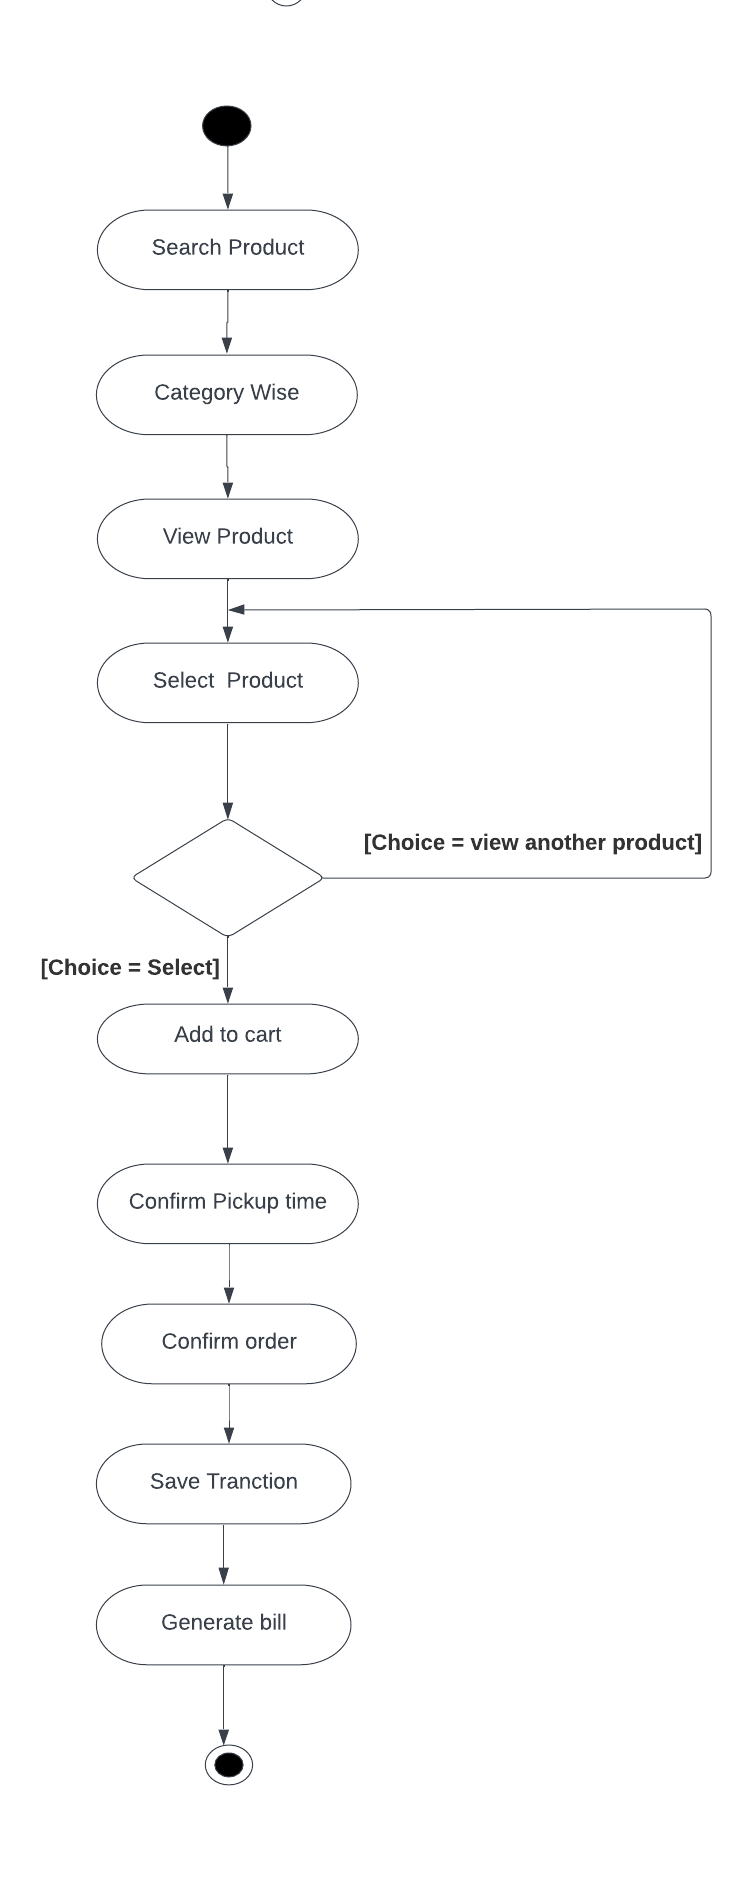 Search Product
Category Wise
View Product
Select  Product
[Choice = view another product]
[Choice = Select]
Add to cart
Confirm Pickup time
Confirm order
Save Tranction
Generate bill